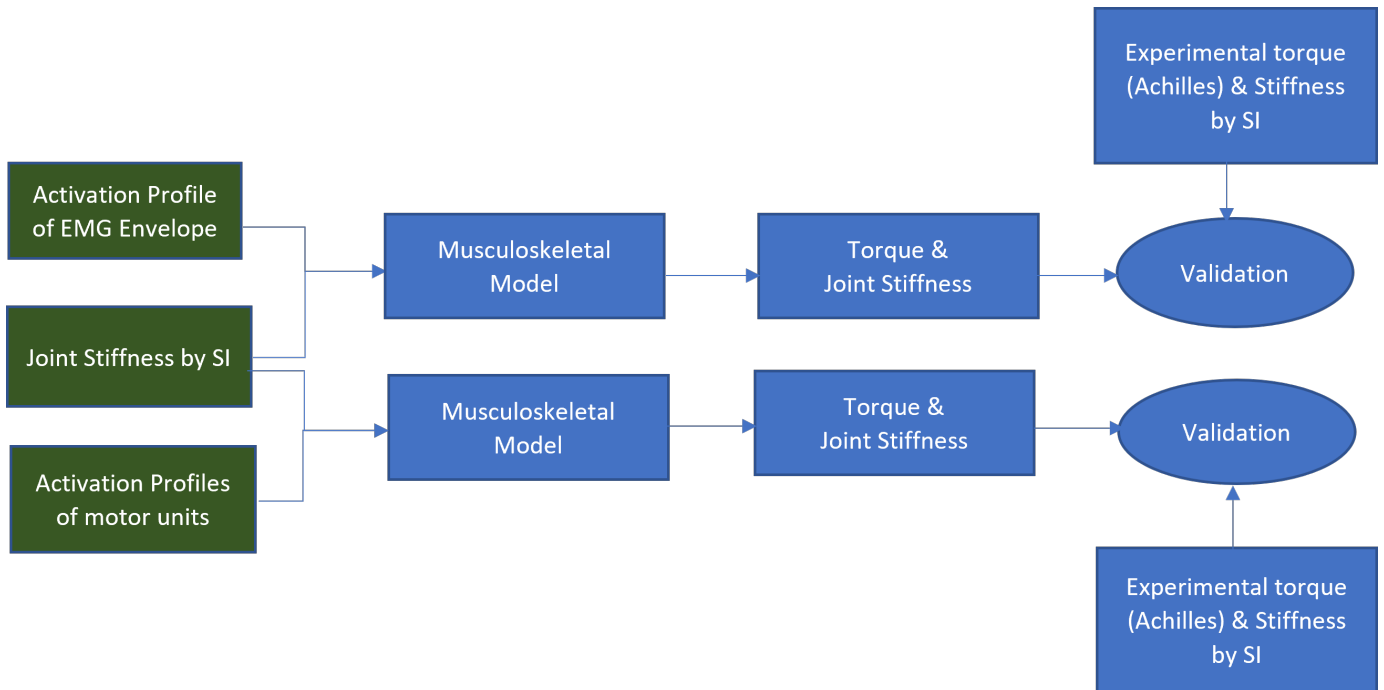 Experimental torque
(Achilles) & Stiffness
by SI
Activation Profile
of EMG Envelope
Musculoskeletal
Model
Torque &
Joint Stiffness
Validation
Joint Stiffness by SI
Musculoskeletal
Model
Torque &
Joint Stiffness
Validation
Activation Profiles
of motor units
Experimental torque
(Achilles) & Stiffness
by SI